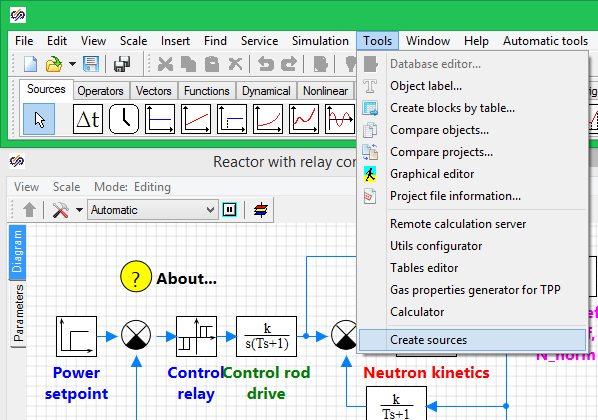 File Edit View Scale Insert Find Service Simulation Tools Window Help Automatic tools
Sources Operators Vectors Functions Dynamical Nonlinear
Δt
Database editor...
Object label...
Create blocks by table...
Compare objects...
Compare projects...
Graphical editor
Project file information...
Remote calculation server
Utils configurator
Tables editor
Gas properties generator for TPP
Calculator
Create sources
Reactor with relay con
View Scale Mode: Editing
Automatic
Diagram
Parameters
? About...
k
s(Ts+1)
Power
setpoint
Control
relay
Control rod
drive
Neutron kinetics
N_norm
k
Ts+1